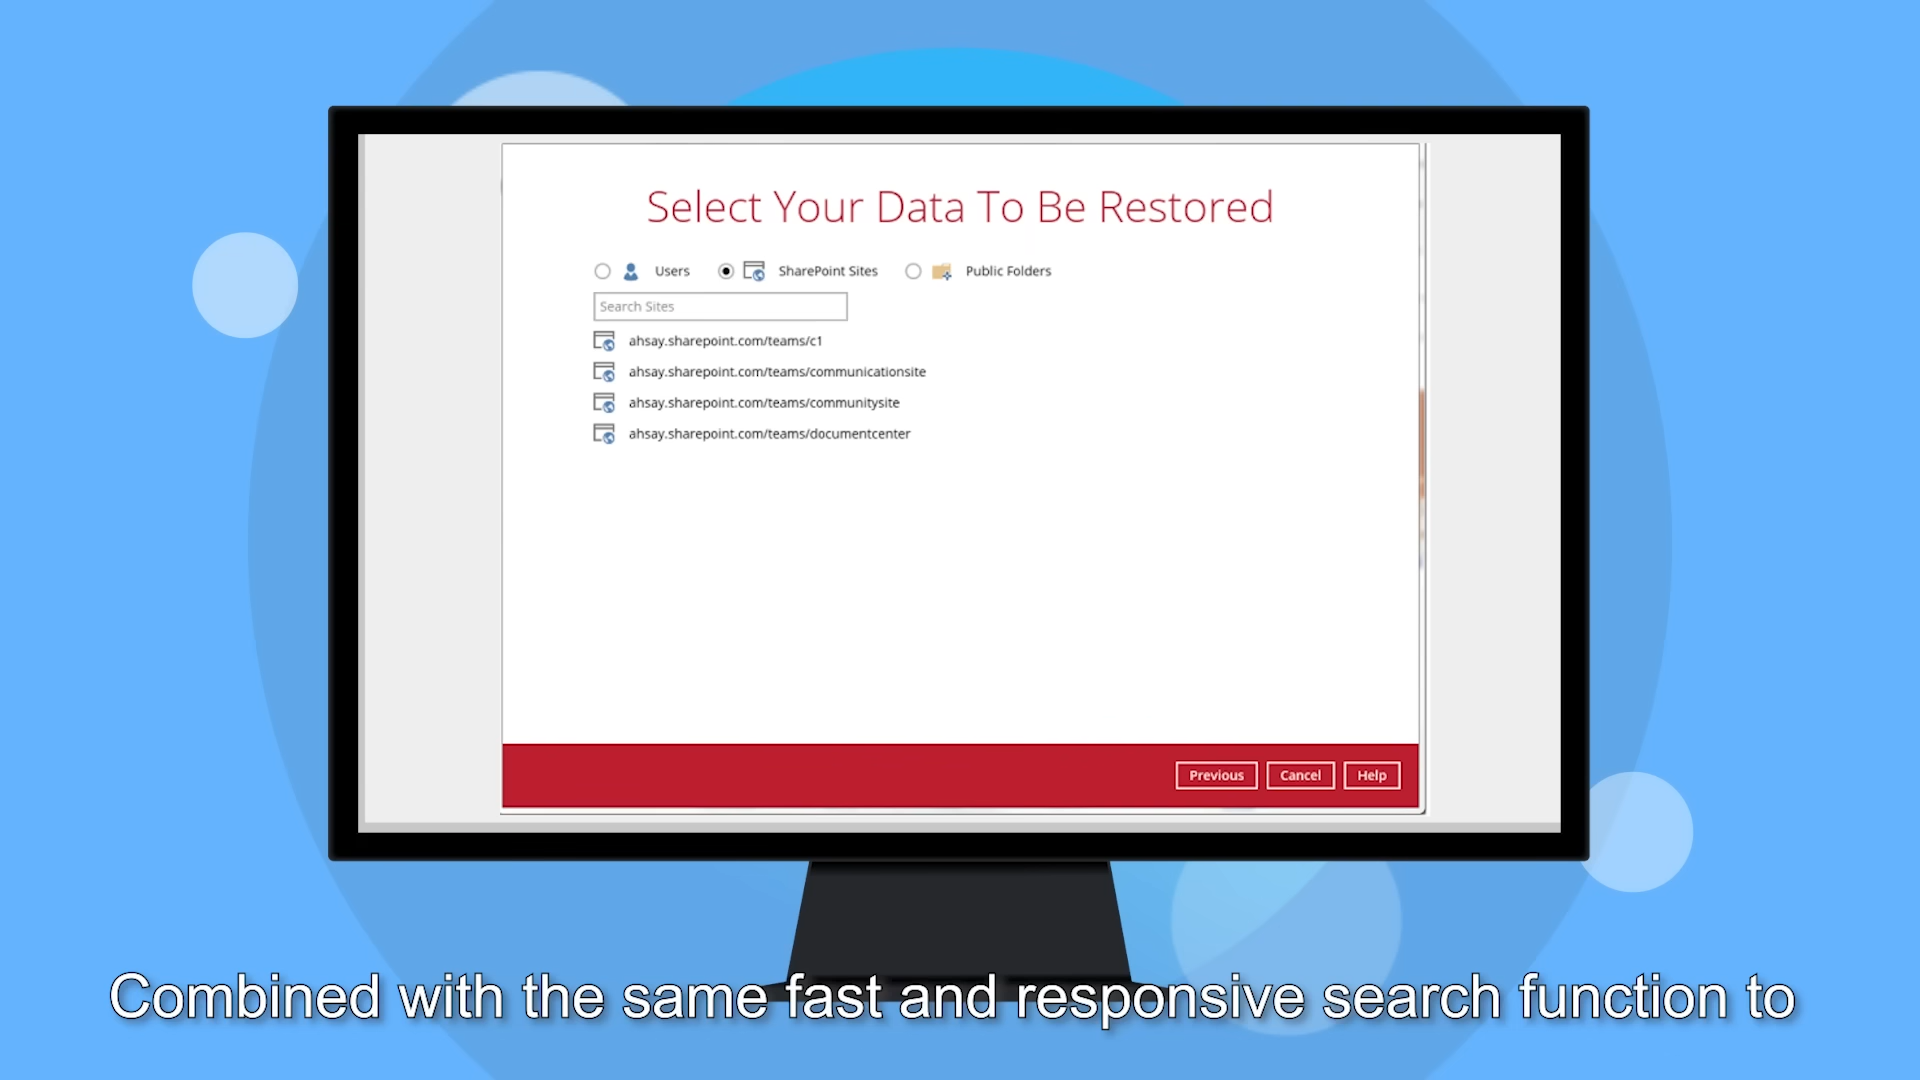 Select Your Data To Be Restored
Users SharePoint Sites Public Folders
Search Sites
ahsay.sharepoint.com/teams/c1
ahsay.sharepoint.com/teams/communicationsite
ahsay.sharepoint.com/teams/communitysite
ahsay.sharepoint.com/teams/documentcenter
Previous Cancel Help
Combined with the same fast and responsive search function to